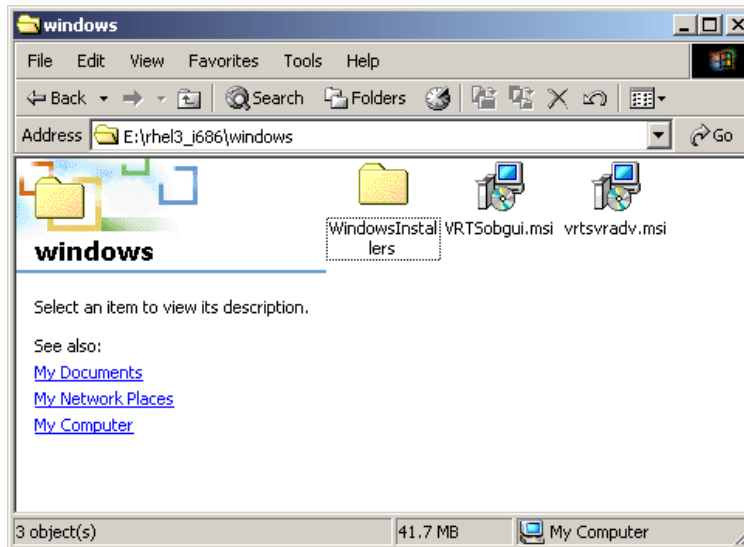 windows
File Edit View Favorites Tools Help
Back Search Folders
Address E:\rhel3_i686\windows Go
WindowsInstal VRTSobgui.msi vrtsvradv.msi
lers
windows
Select an item to view its description.
See also:
My Documents
My Network Places
My Computer
3 object(s) 41.7 MB My Computer